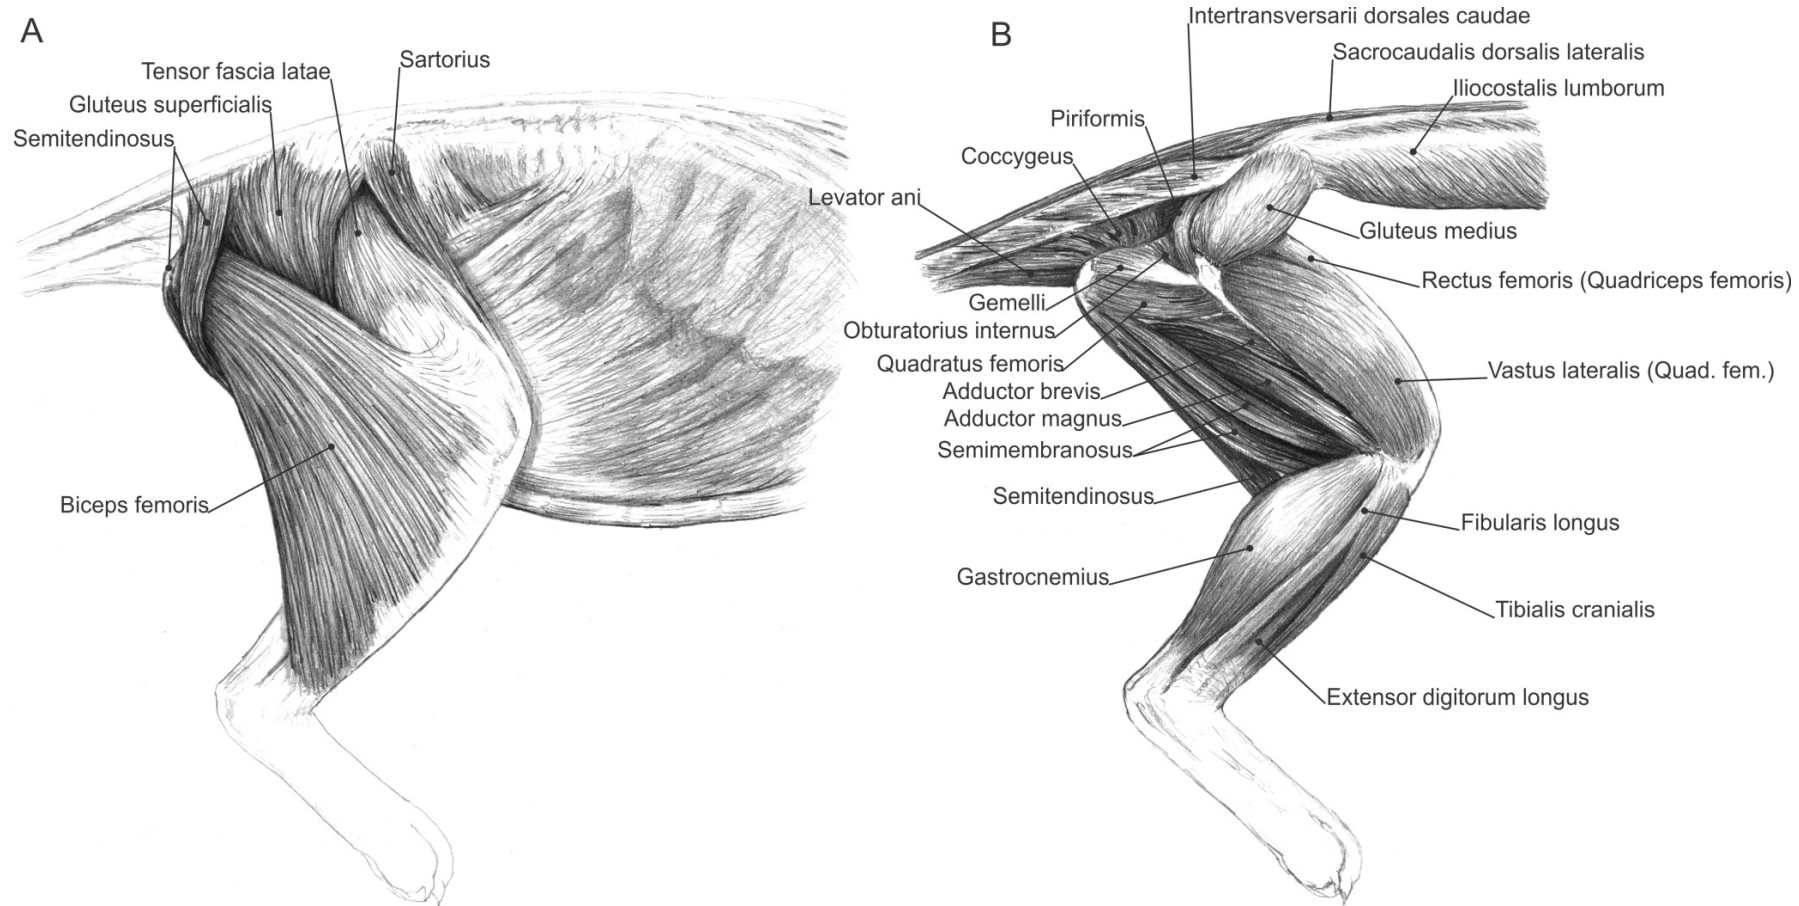 A
Sartorius
Tensor fascia latae
Gluteus superficialis
Semitendinosus
Biceps femoris
B
Intertransversarii dorsales caudae
Sacrocaudalis dorsalis lateralis
Iliocostalis lumborum
Piriformis
Coccygeus
Levator ani
Gluteus medius
Rectus femoris (Quadriceps femoris)
Gemelli
Obturatorius internus
Quadratus femoris
Vastus lateralis (Quad. fem.)
Adductor brevis
Adductor magnus
Semimembranosus
Semitendinosus
Fibularis longus
Gastrocnemius
Tibialis cranialis
Extensor digitorum longus